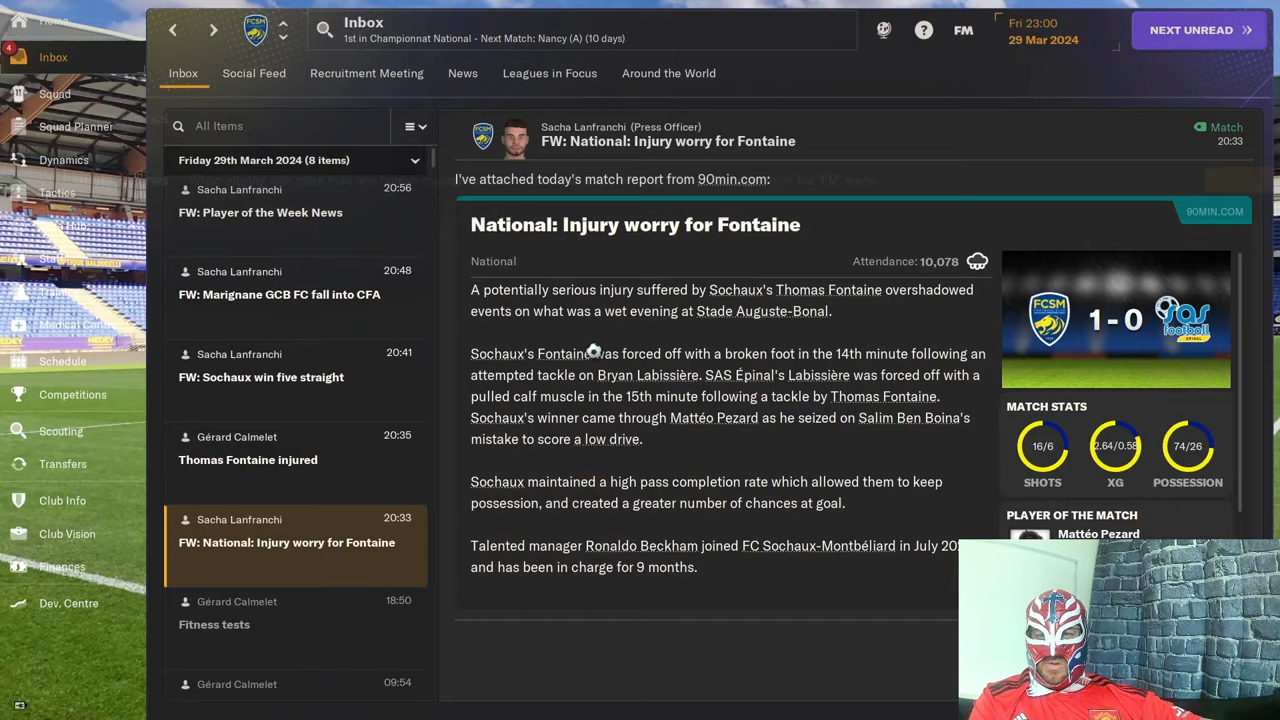 Home
4
Inbox
Squad
Squad Planner
Dynamics
Tactics
Medical Centre
Schedule
Competitions
Scouting
Transfers
Club Info
Club Vision
Finances
Dev. Centre
FCSM
Inbox
1st in Championnat National - Next Match: Nancy (A) (10 days)
?
FM
Fri 23:00
29 Mar 2024
NEXT UNREAD
Inbox
Social Feed
Recruitment Meeting
News
Leagues in Focus
Around the World
All Items
Friday 29th March 2024 (8 items)
Sacha Lanfranchi 20:56
FW: Player of the Week News
Sacha Lanfranchi 20:48
FW: Marignane GCB FC fall into CFA
Sacha Lanfranchi 20:41
FW: Sochaux win five straight
Gérard Calmelet 20:35
Thomas Fontaine injured
Sacha Lanfranchi 20:33
FW: National: Injury worry for Fontaine
Gérard Calmelet 18:50
Fitness tests
Gérard Calmelet 09:54
Sacha Lanfranchi (Press Officer)
FW: National: Injury worry for Fontaine
Match
20:33
I've attached today's match report from 90min.com:
90MIN.COM
National: Injury worry for Fontaine
National
Attendance: 10,078
A potentially serious injury suffered by Sochaux's Thomas Fontaine overshadowed
events on what was a wet evening at Stade Auguste-Bonal.
Sochaux's Fontaine was forced off with a broken foot in the 14th minute following an
attempted tackle on Bryan Labissière. SAS Épinal's Labissière was forced off with a
pulled calf muscle in the 15th minute following a tackle by Thomas Fontaine.
Sochaux's winner came through Mattéo Pezard as he seized on Salim Ben Boina's
mistake to score a low drive.
Sochaux maintained a high pass completion rate which allowed them to keep
possession, and created a greater number of chances at goal.
Talented manager Ronaldo Beckham joined FC Sochaux-Montbéliard in July
and has been in charge for 9 months.
FCSM
1-0
SAS
football
EPINAL
MATCH STATS
16/6
2.64/0.58
74/26
SHOTS
XG
POSSESSION
PLAYER OF THE MATCH
Mattéo Pezard